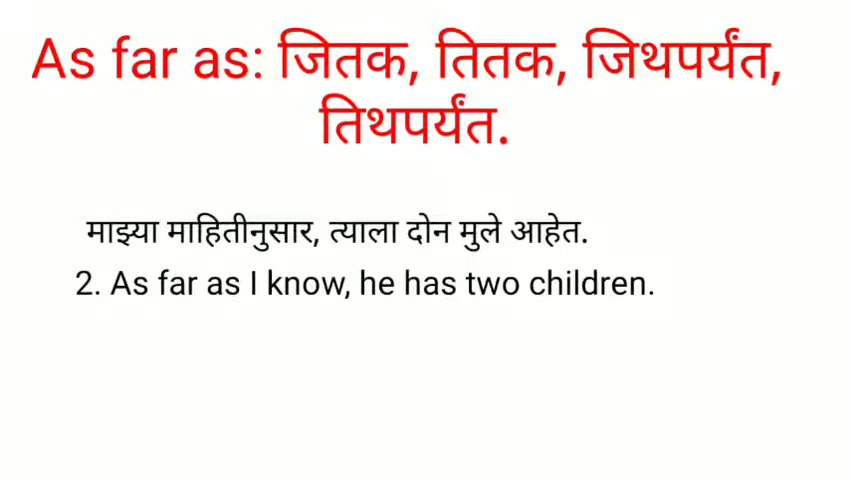 As far as: जितक, तितक, जिथपर्यंत,
तिथपर्यंत.
माझ्या माहितीनुसार, त्याला दोन मुले आहेत.
2. As far as I know, he has two children.